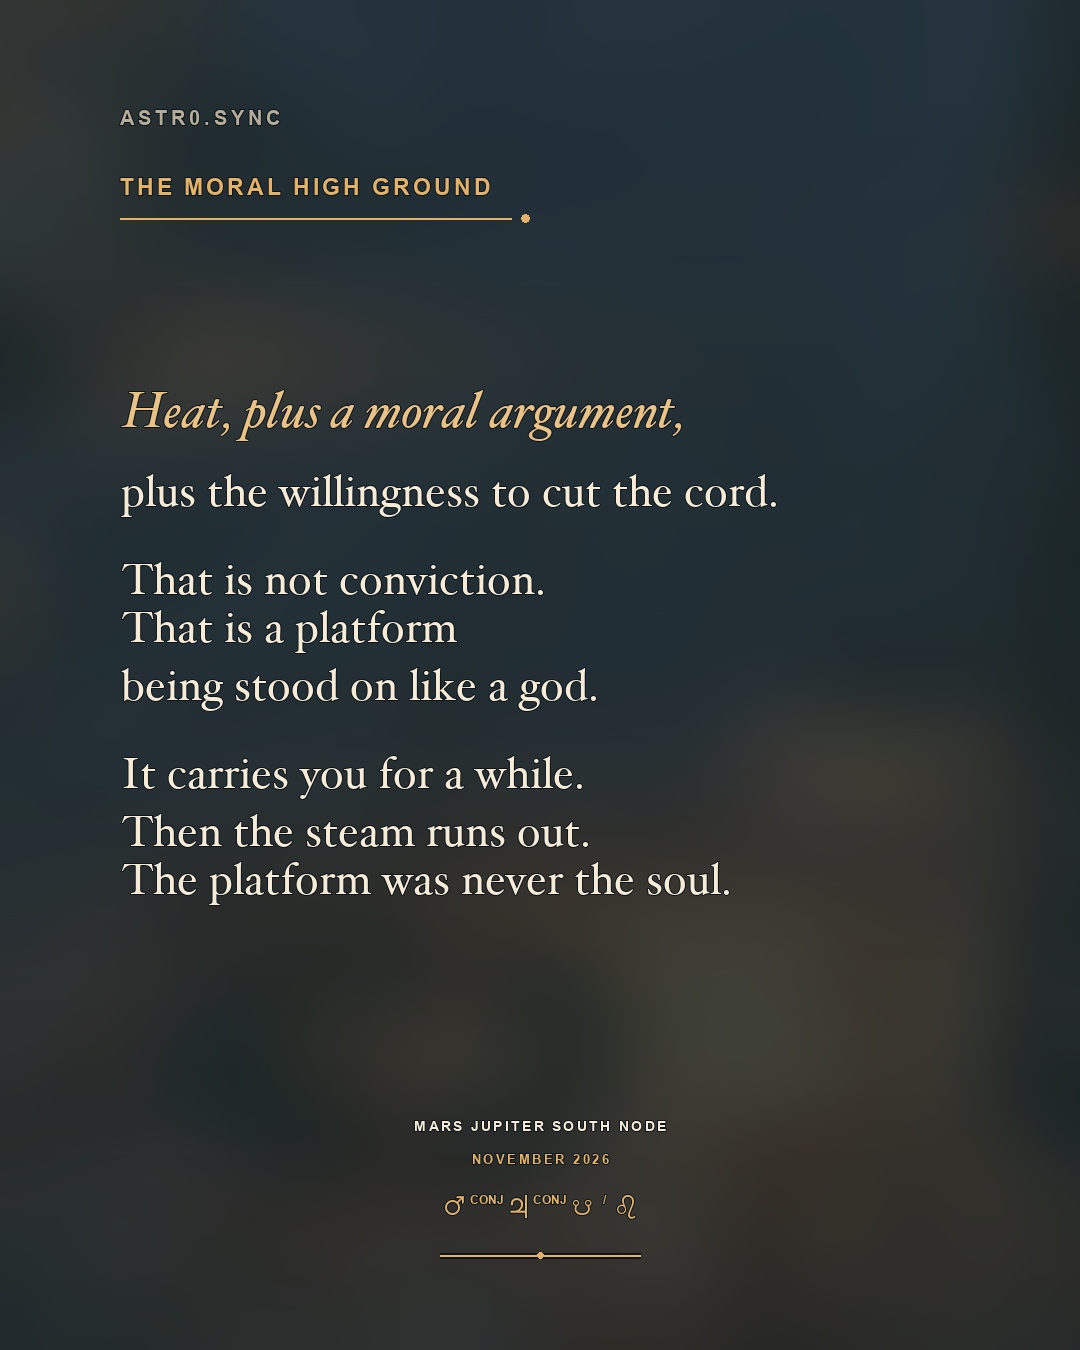 ASTR0.SYNC
THE MORAL HIGH GROUND
Heat, plus a moral argument,
plus the willingness to cut the cord.
That is not conviction.
That is a platform
being stood on like a god.
It carries you for a while.
Then the steam runs out.
The platform was never the soul.
MARS JUPITER SOUTH NODE
NOVEMBER 2026
♂ CONJ ♃ CONJ ☋ / ♌